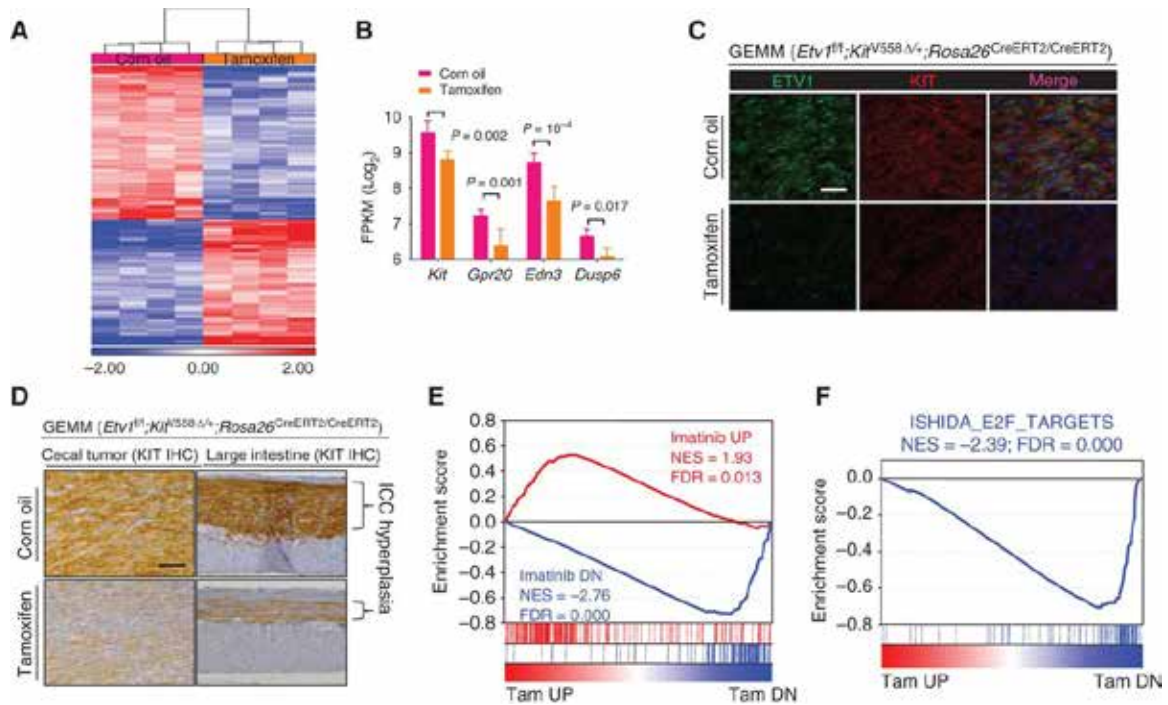 A
Corn oil Tamoxifen
−2.00 0.00 2.00
B
Corn oil
Tamoxifen
FPKM (Log2)
10
9
8
7
6
P = 0.002
P = 0.001
P = 10−4
P = 0.017
Kit Gpr20 Edn3 Dusp6
C
GEMM (Etv1fl/fl;KitV558Δ/+;Rosa26CreERT2/CreERT2)
ETV1 KIT Merge
Corn oil
Tamoxifen
D
GEMM (Etv1fl/fl;KitV558Δ/+;Rosa26CreERT2/CreERT2)
Cecal tumor (KIT IHC) Large intestine (KIT IHC)
Corn oil
Tamoxifen
ICC hyperplasia
E
Enrichment score
0.8
0.6
0.4
0.2
0.0
−0.2
−0.4
−0.6
−0.8
Imatinib UP
NES = 1.93
FDR = 0.013
Imatinib DN
NES = −2.76
FDR = 0.000
Tam UP Tam DN
F
ISHIDA_E2F_TARGETS
NES = −2.39; FDR = 0.000
Enrichment score
0.0
−0.2
−0.4
−0.6
−0.8
Tam UP Tam DN